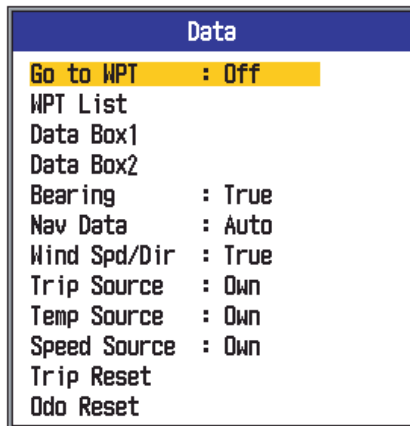 Data
Go to WPT : Off
WPT List
Data Box1
Data Box2
Bearing : True
Nav Data : Auto
Wind Spd/Dir : True
Trip Source : Own
Temp Source : Own
Speed Source : Own
Trip Reset
Odo Reset